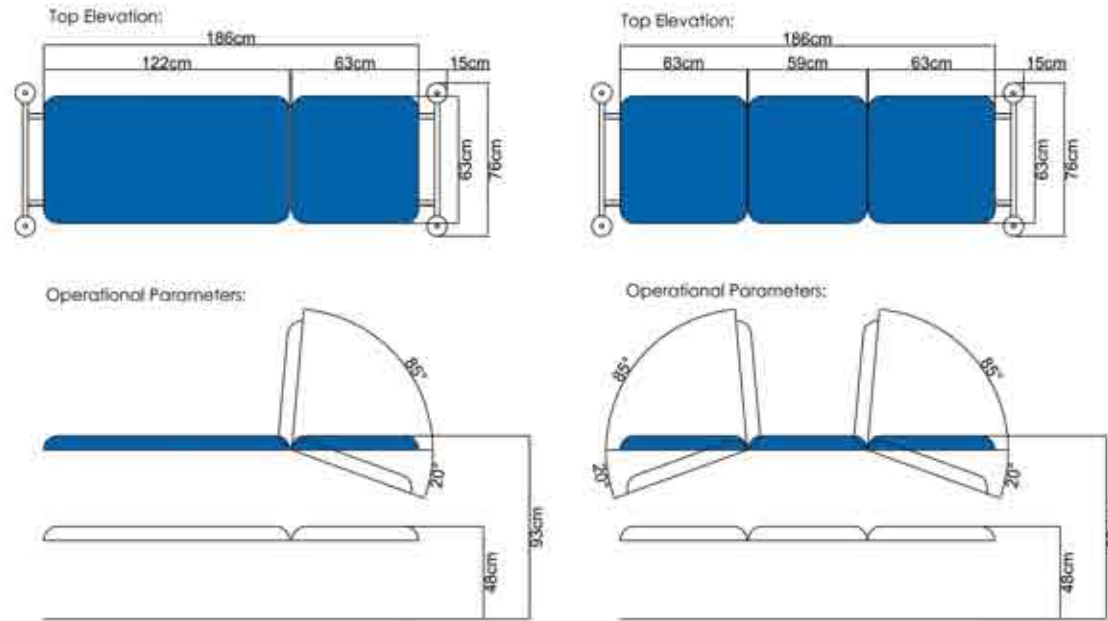 Top Elevation:
186cm
122cm
63cm
15cm
63cm
76cm
Operational Parameters:
85°
20°
93cm
48cm
Top Elevation:
186cm
63cm
59cm
63cm
15cm
63cm
76cm
Operational Parameters:
85°
85°
20°
20°
48cm